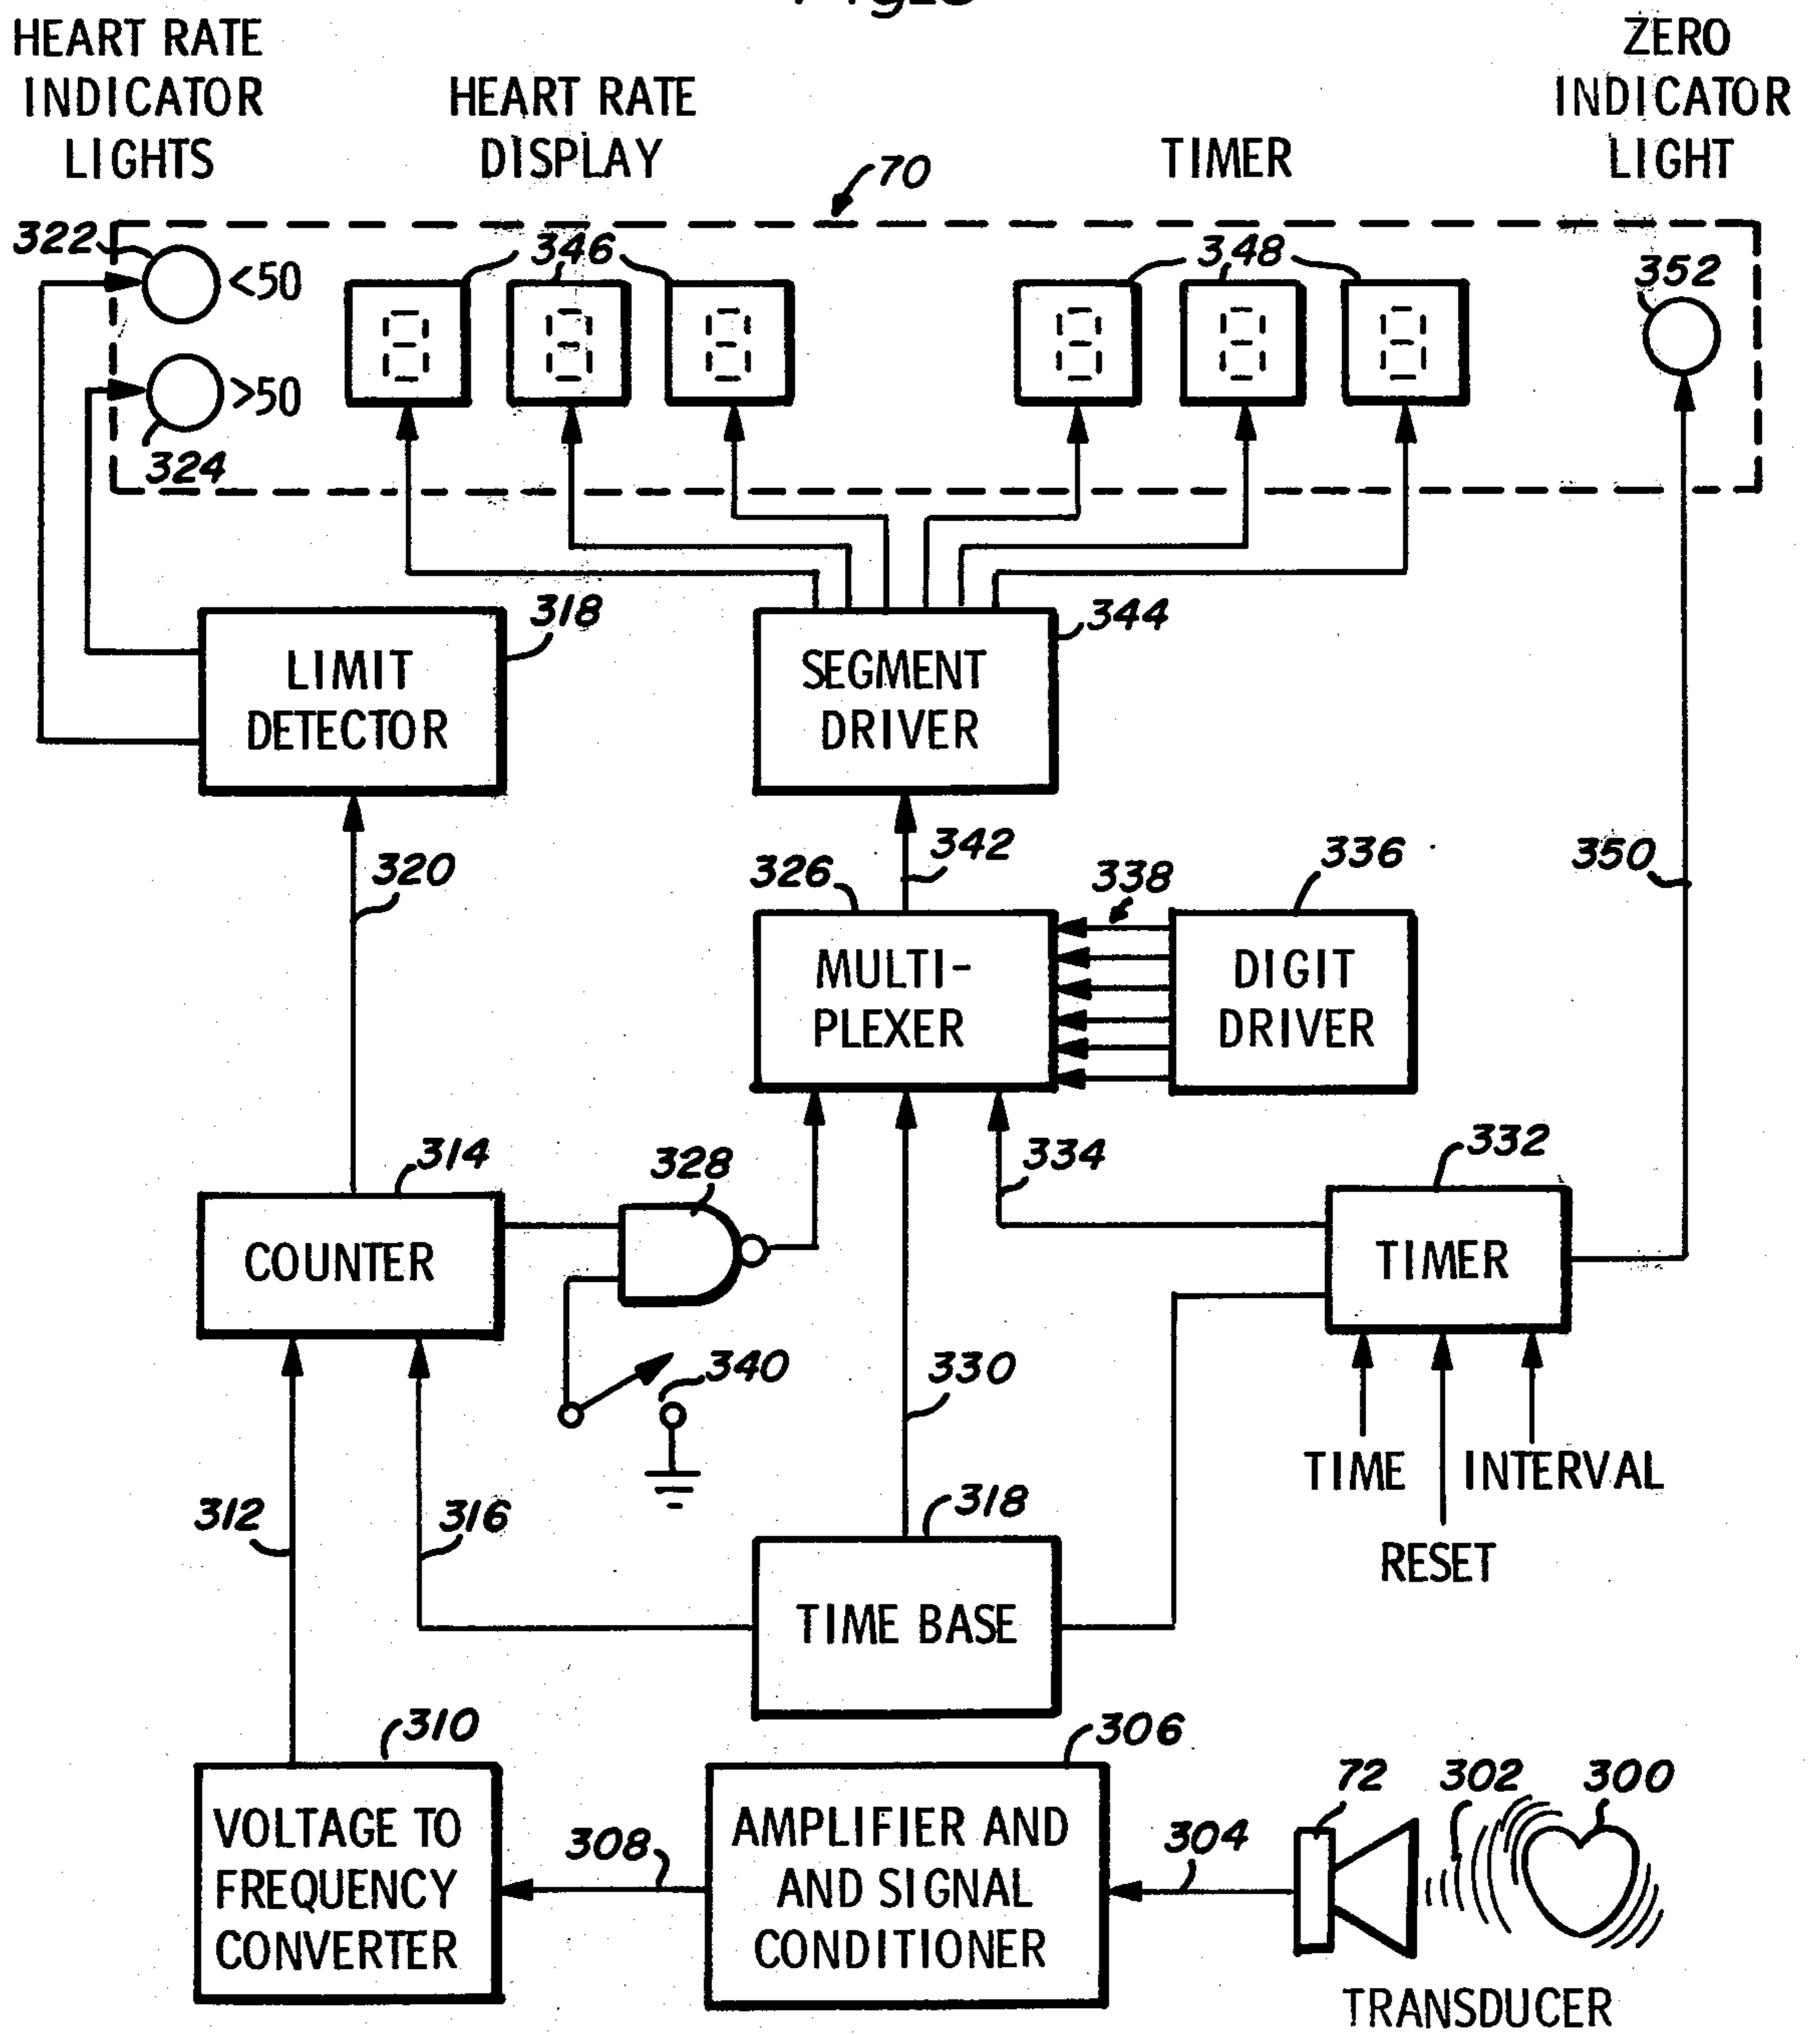 HEART RATE
INDICATOR
LIGHTS
HEART RATE
DISPLAY
TIMER
ZERO
INDICATOR
LIGHT
70
322
<50
346
348
352
>50
324
318
LIMIT
DETECTOR
344
SEGMENT
DRIVER
320
342
326
338
336
350
MULTI-
PLEXER
DIGIT
DRIVER
314
328
334
332
COUNTER
TIMER
340
330
TIME
INTERVAL
RESET
312
316
318
TIME BASE
310
306
72
302
300
VOLTAGE TO
FREQUENCY
CONVERTER
308
AMPLIFIER AND
AND SIGNAL
CONDITIONER
304
TRANSDUCER